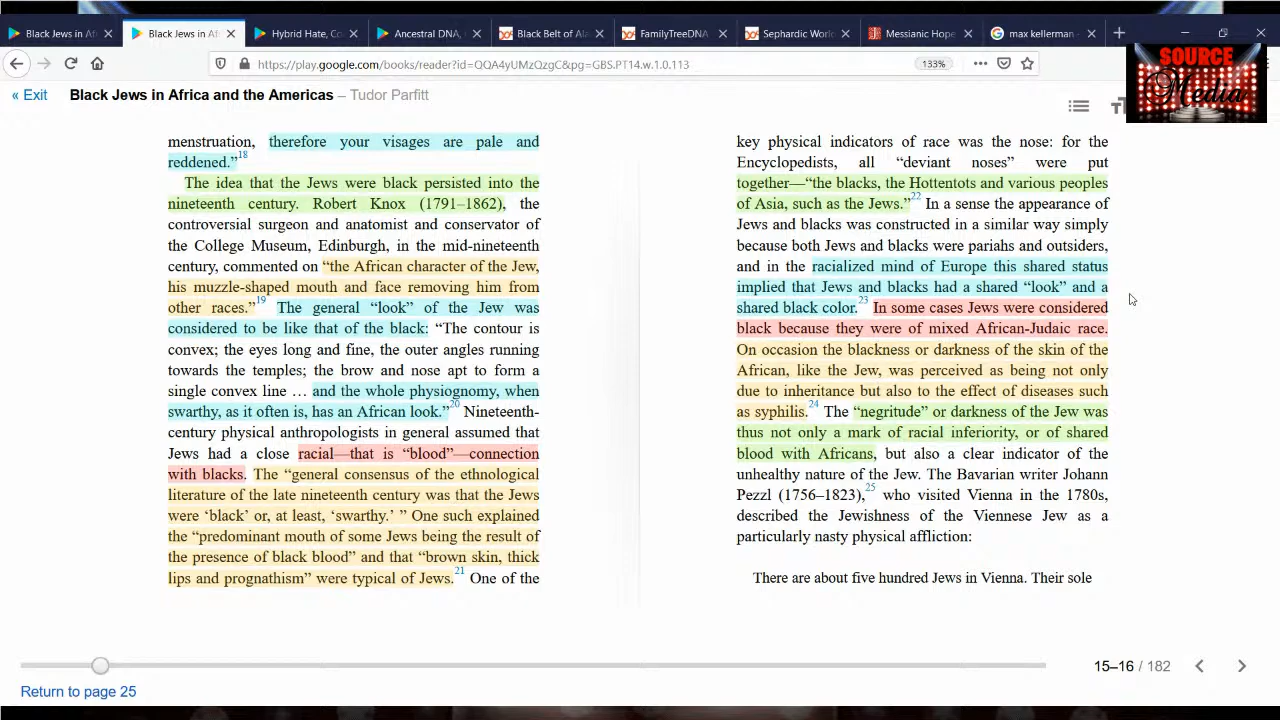 Black Jews in Af
Black Jews in Af
Hybrid Hate, Co
Ancestral DNA,
Black Belt of Ala
FamilyTreeDNA
Sephardic World
Messianic Hope
max kellerman -
https://play.google.com/books/reader?id=QOA4yUMzQzgC&pg=GBS.PT14.w.1.0.113
133%
SOURCE
Media
« Exit
Black Jews in Africa and the Americas – Tudor Parfitt
menstruation, therefore your visages are pale and
reddened.”18
The idea that the Jews were black persisted into the
nineteenth century. Robert Knox (1791–1862), the
controversial surgeon and anatomist and conservator of
the College Museum, Edinburgh, in the mid-nineteenth
century, commented on “the African character of the Jew,
his muzzle-shaped mouth and face removing him from
other races.”19 The general “look” of the Jew was
considered to be like that of the black: “The contour is
convex; the eyes long and fine, the outer angles running
towards the temples; the brow and nose apt to form a
single convex line … and the whole physiognomy, when
swarthy, as it often is, has an African look.”20 Nineteenth-
century physical anthropologists in general assumed that
Jews had a close racial—that is “blood”—connection
with blacks. The “general consensus of the ethnological
literature of the late nineteenth century was that the Jews
were ‘black’ or, at least, ‘swarthy.’ ” One such explained
the “predominant mouth of some Jews being the result of
the presence of black blood” and that “brown skin, thick
lips and prognathism” were typical of Jews.21 One of the
key physical indicators of race was the nose: for the
Encyclopedists, all “deviant noses” were put
together—“the blacks, the Hottentots and various peoples
of Asia, such as the Jews.”22 In a sense the appearance of
Jews and blacks was constructed in a similar way simply
because both Jews and blacks were pariahs and outsiders,
and in the racialized mind of Europe this shared status
implied that Jews and blacks had a shared “look” and a
shared black color.23 In some cases Jews were considered
black because they were of mixed African-Judaic race.
On occasion the blackness or darkness of the skin of the
African, like the Jew, was perceived as being not only
due to inheritance but also to the effect of diseases such
as syphilis.24 The “negritude” or darkness of the Jew was
thus not only a mark of racial inferiority, or of shared
blood with Africans, but also a clear indicator of the
unhealthy nature of the Jew. The Bavarian writer Johann
Pezzl (1756–1823),25 who visited Vienna in the 1780s,
described the Jewishness of the Viennese Jew as a
particularly nasty physical affliction:
There are about five hundred Jews in Vienna. Their sole
15–16 / 182
Return to page 25